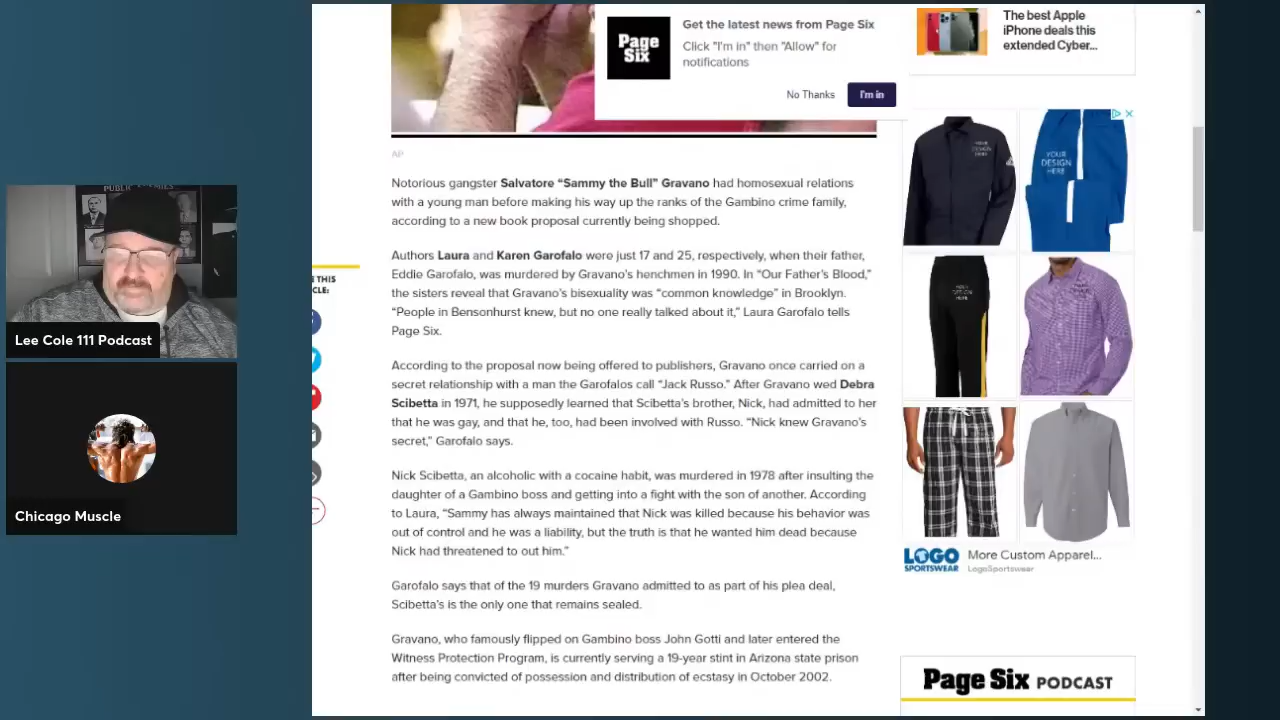 PUBLIC ENEMIES
Lee Cole 111 Podcast
Chicago Muscle
Page
Six
Get the latest news from Page Six
Click "I'm in" then "Allow" for
notifications
No Thanks
I'm in
The best Apple
iPhone deals this
extended Cyber...
AP
Notorious gangster Salvatore “Sammy the Bull” Gravano had homosexual relations
with a young man before making his way up the ranks of the Gambino crime family,
according to a new book proposal currently being shopped.
Authors Laura and Karen Garofalo were just 17 and 25, respectively, when their father,
Eddie Garofalo, was murdered by Gravano’s henchmen in 1990. In “Our Father’s Blood,”
the sisters reveal that Gravano’s bisexuality was “common knowledge” in Brooklyn.
“People in Bensonhurst knew, but no one really talked about it,” Laura Garofalo tells
Page Six.
According to the proposal now being offered to publishers, Gravano once carried on a
secret relationship with a man the Garofalos call “Jack Russo.” After Gravano wed Debra
Scibetta in 1971, he supposedly learned that Scibetta’s brother, Nick, had admitted to her
that he was gay, and that he, too, had been involved with Russo. “Nick knew Gravano’s
secret,” Garofalo says.
Nick Scibetta, an alcoholic with a cocaine habit, was murdered in 1978 after insulting the
daughter of a Gambino boss and getting into a fight with the son of another. According
to Laura, “Sammy has always maintained that Nick was killed because his behavior was
out of control and he was a liability, but the truth is that he wanted him dead because
Nick had threatened to out him.”
Garofalo says that of the 19 murders Gravano admitted to as part of his plea deal,
Scibetta’s is the only one that remains sealed.
Gravano, who famously flipped on Gambino boss John Gotti and later entered the
Witness Protection Program, is currently serving a 19-year stint in Arizona state prison
after being convicted of possession and distribution of ecstasy in October 2002.
N THIS
CLE:
YOUR
DESIGN
HERE
YOUR
DESIGN
HERE
YOUR
DESIGN
HERE
YOUR
DESIGN
HERE
LOGO
SPORTSWEAR
More Custom Apparel...
LogoSportswear
Page Six PODCAST